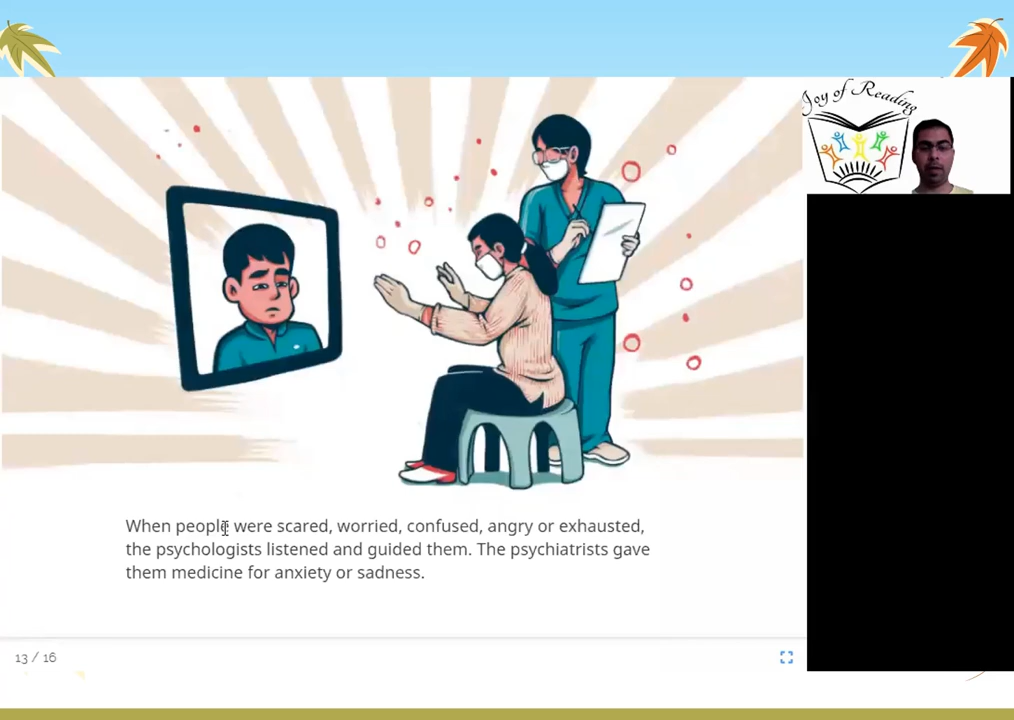 Joy of Reading
When people were scared, worried, confused, angry or exhausted,
the psychologists listened and guided them. The psychiatrists gave
them medicine for anxiety or sadness.
13 / 16